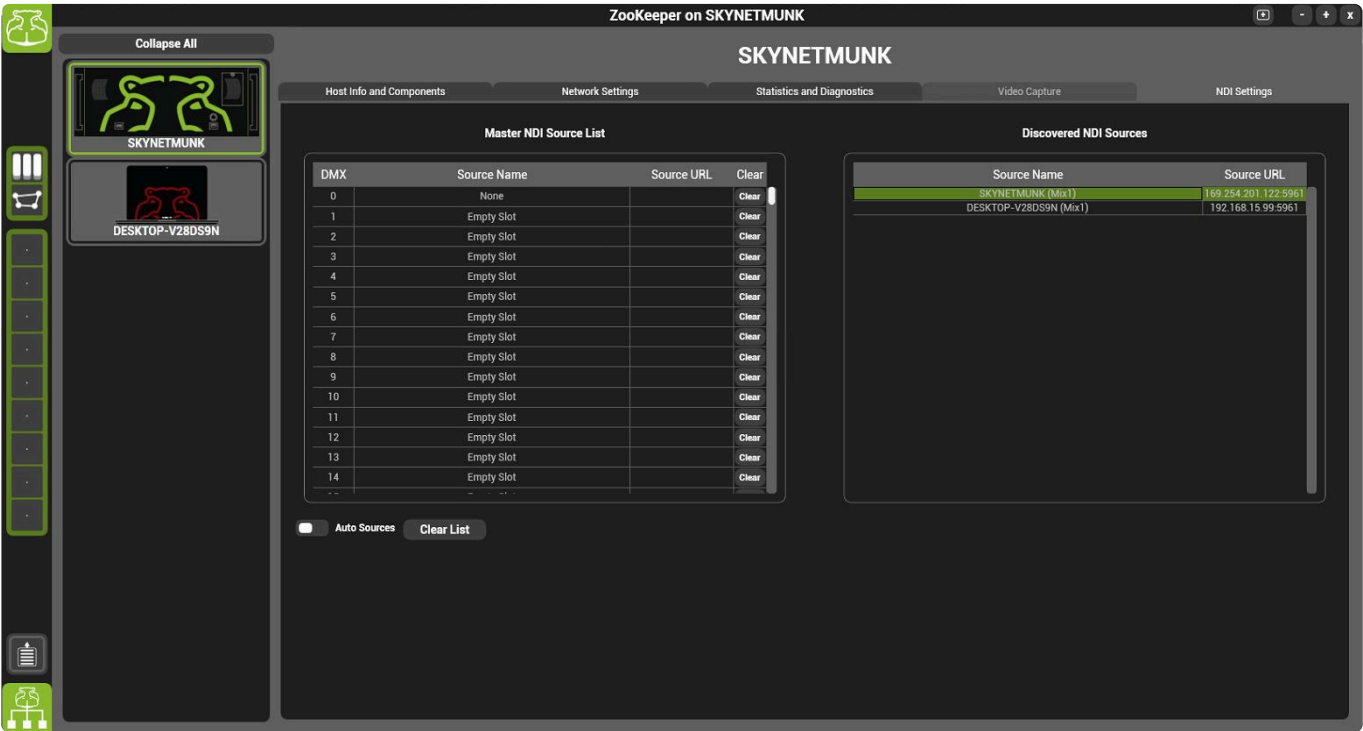 ZooKeeper on SKYNETMUNK
- + x
Collapse All
SKYNETMUNK
DESKTOP-V28DS9N
SKYNETMUNK
Host Info and Components Network Settings Statistics and Diagnostics Video Capture NDI Settings
Master NDI Source List
DMX Source Name Source URL Clear
0 None Clear
1 Empty Slot Clear
2 Empty Slot Clear
3 Empty Slot Clear
4 Empty Slot Clear
5 Empty Slot Clear
6 Empty Slot Clear
7 Empty Slot Clear
8 Empty Slot Clear
9 Empty Slot Clear
10 Empty Slot Clear
11 Empty Slot Clear
12 Empty Slot Clear
13 Empty Slot Clear
14 Empty Slot Clear
Auto Sources Clear List
Discovered NDI Sources
Source Name Source URL
SKYNETMUNK (Mix1) 169.254.201.122:5961
DESKTOP-V28DS9N (Mix1) 192.168.15.99:5961